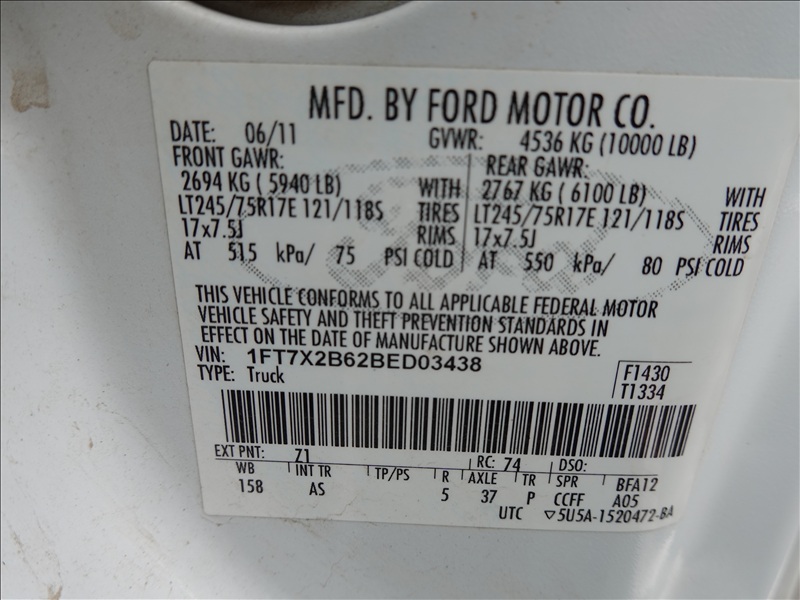 MFD. BY FORD MOTOR CO.
DATE: 06/11 GVWR: 4536 KG (10000 LB)
FRONT GAWR: REAR GAWR:
2694 KG ( 5940 LB) WITH 2767 KG ( 6100 LB) WITH
LT245/75R17E 121/118S TIRES LT245/75R17E 121/118S TIRES
17x7.5J RIMS 17x7.5J RIMS
AT 515 kPa/ 75 PSI COLD AT 550 kPa/ 80 PSI COLD
THIS VEHICLE CONFORMS TO ALL APPLICABLE FEDERAL MOTOR
VEHICLE SAFETY AND THEFT PREVENTION STANDARDS IN
EFFECT ON THE DATE OF MANUFACTURE SHOWN ABOVE.
VIN: 1FT7X2B62BED03438
TYPE: Truck F1430
T1334
EXT PNT: Z1 RC: 74 DSO:
WB INT TR TP/PS R AXLE TR SPR BFA12
158 AS 5 37 P CCFF A05
UTC ▽5U5A-1520472-BA